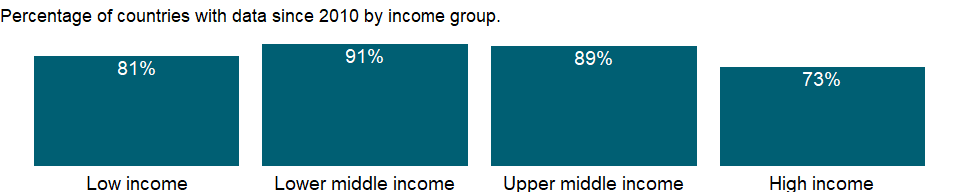 Percentage of countries with data since 2010 by income group.
81% 91% 89% 73%
Low income Lower middle income Upper middle income High income